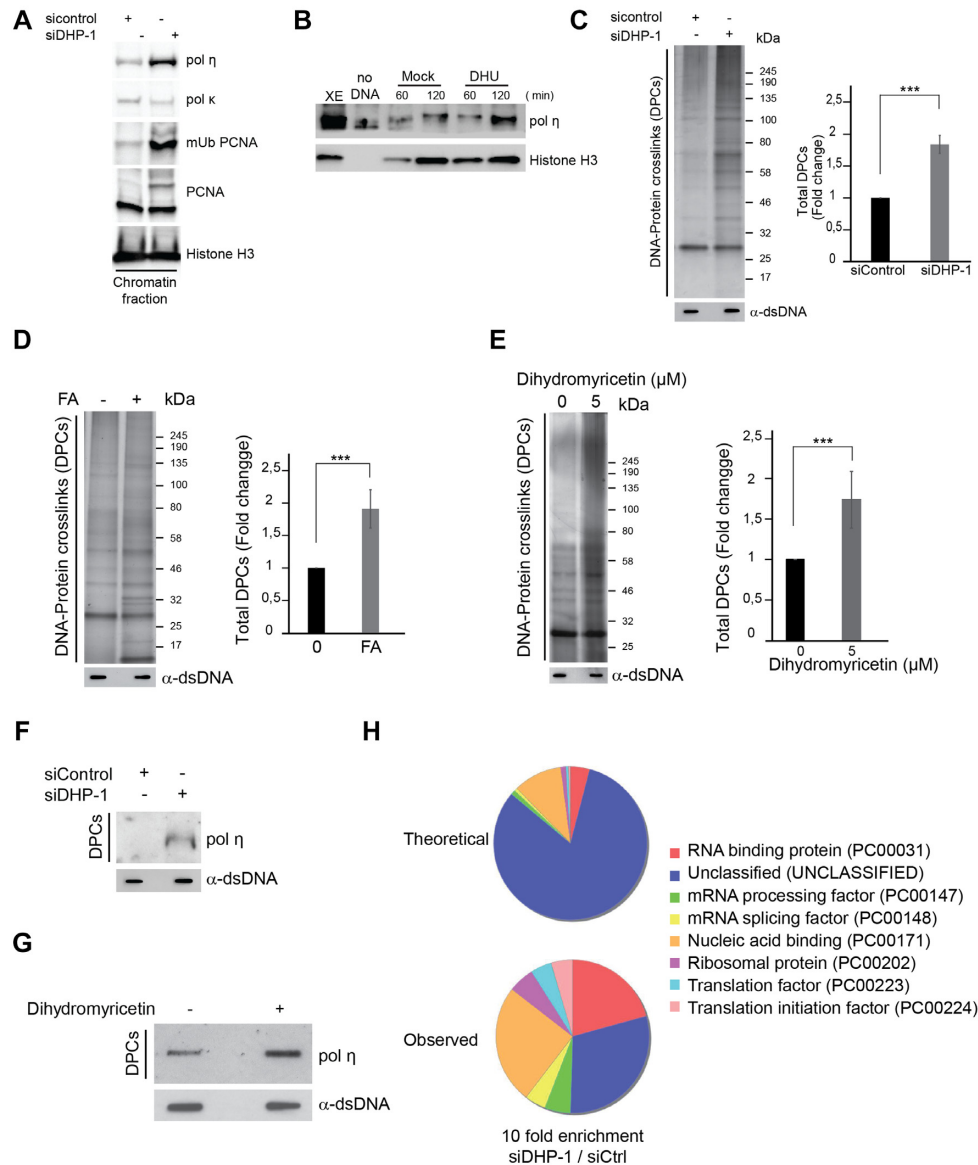 A
sicontrol + -
siDHP-1 - +
pol η
pol κ
mUb PCNA
PCNA
Histone H3
Chromatin
fraction
B
no
DNA
Mock
DHU
XE
60 120 60 120 ( min)
pol η
Histone H3
C
sicontrol + -
siDHP-1 - +
kDa
DNA-Protein crosslinks (DPCs)
245
190
135
100
80
58
46
32
25
17
α-dsDNA
Total DPCs
(Fold change)
2,5
2
1,5
1
0,5
0
***
siControl siDHP-1
D
FA - + kDa
DNA-Protein crosslinks (DPCs)
245
190
135
100
80
58
46
32
25
17
α-dsDNA
Total DPCs (Fold changge)
2,5
2
1,5
1
0,5
0
***
0 FA
E
Dihydromyricetin (µM)
0 5 kDa
DNA-Protein crosslinks (DPCs)
245
190
135
100
80
58
46
36
32
25
α-dsDNA
Total DPCs (Fold changge)
2,5
2
1,5
1
0,5
0
***
0 5
Dihydromyricetin (µM)
F
siControl + -
siDHP-1 - +
DPCs
pol η
α-dsDNA
G
Dihydromyricetin - +
DPCs
pol η
α-dsDNA
H
Theoretical
Observed
10 fold enrichment
siDHP-1 / siCtrl
RNA binding protein (PC00031)
Unclassified (UNCLASSIFIED)
mRNA processing factor (PC00147)
mRNA splicing factor (PC00148)
Nucleic acid binding (PC00171)
Ribosomal protein (PC00202)
Translation factor (PC00223)
Translation initiation factor (PC00224)